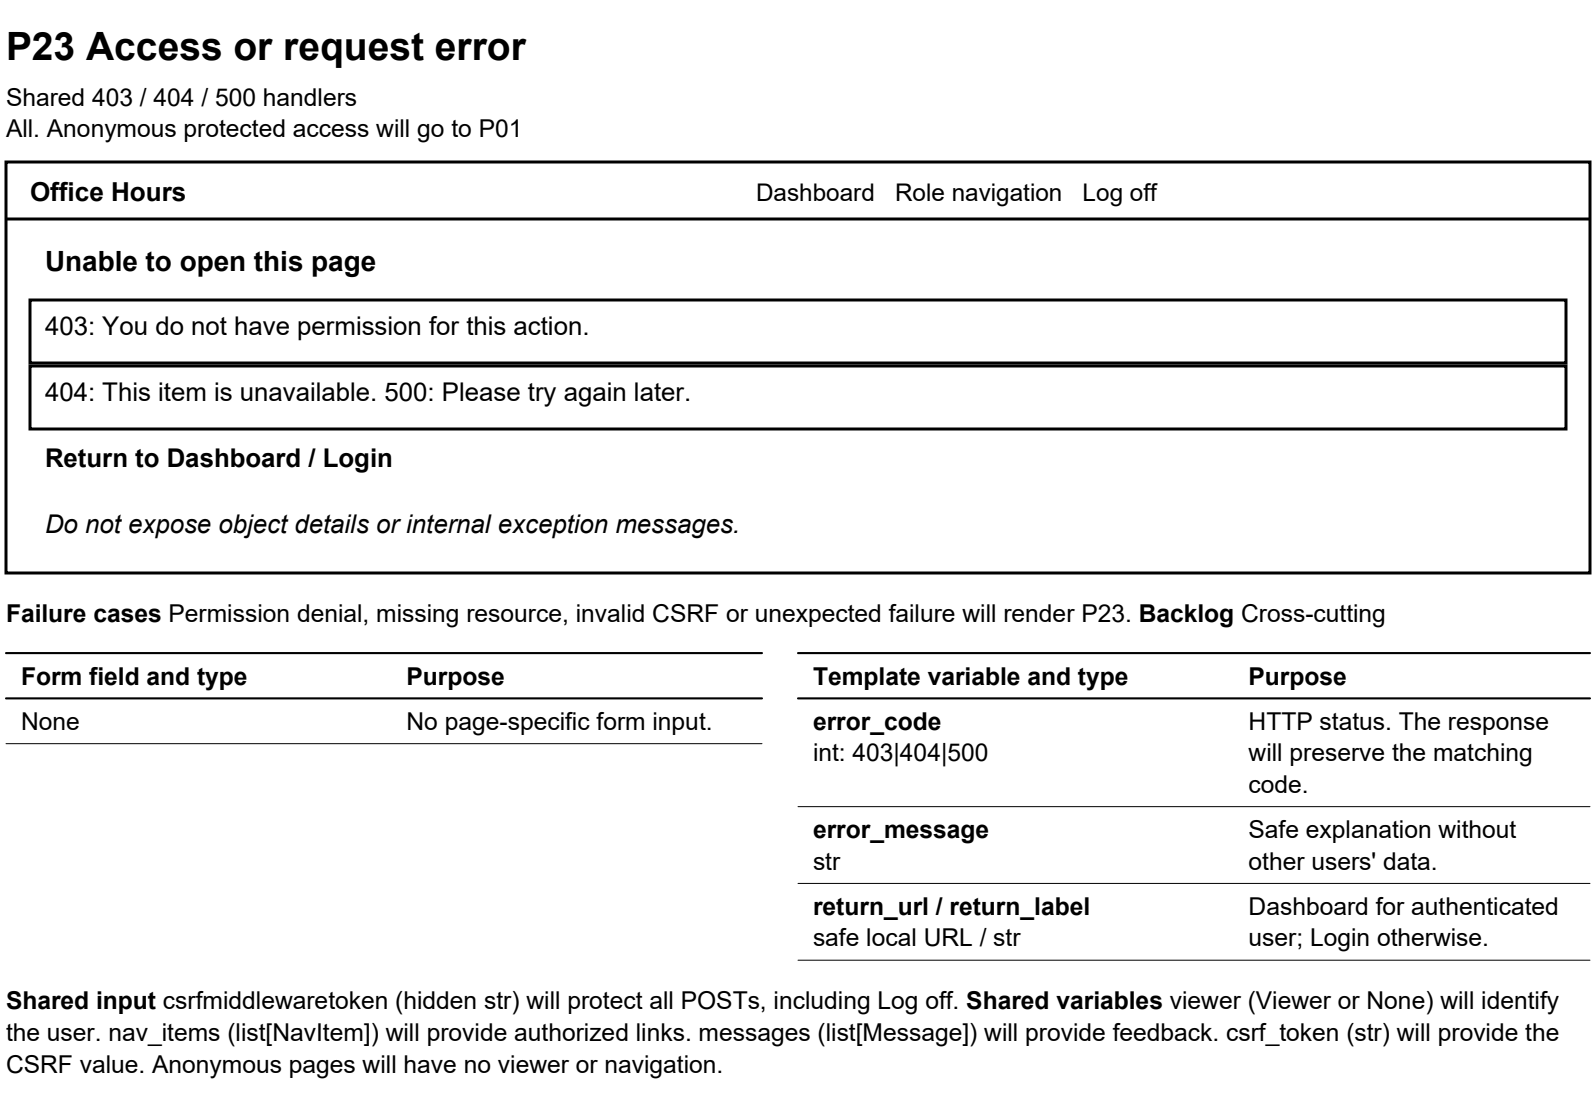 P23 Access or request error
Shared 403 / 404 / 500 handlers
All. Anonymous protected access will go to P01
Office Hours
Dashboard Role navigation Log off
Unable to open this page
403: You do not have permission for this action.
404: This item is unavailable. 500: Please try again later.
Return to Dashboard / Login
Do not expose object details or internal exception messages.
Failure cases Permission denial, missing resource, invalid CSRF or unexpected failure will render P23. Backlog Cross-cutting
Form field and type Purpose
None No page-specific form input.
Template variable and type Purpose
error_code HTTP status. The response
int: 403|404|500 will preserve the matching
code.
error_message Safe explanation without
str other users' data.
return_url / return_label Dashboard for authenticated
safe local URL / str user; Login otherwise.
Shared input csrfmiddlewaretoken (hidden str) will protect all POSTs, including Log off. Shared variables viewer (Viewer or None) will identify
the user. nav_items (list[NavItem]) will provide authorized links. messages (list[Message]) will provide feedback. csrf_token (str) will provide the
CSRF value. Anonymous pages will have no viewer or navigation.